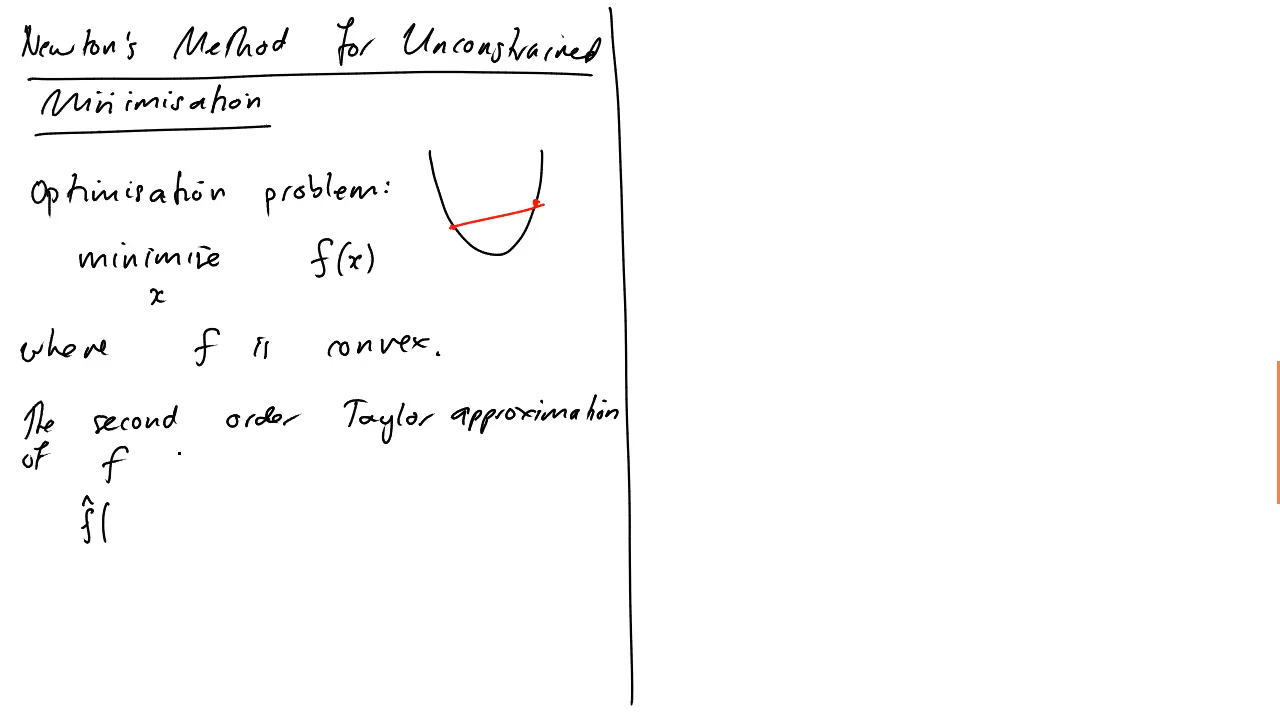 Newton's Method for Unconstrained
Minimisation
Optimisation problem:
minimize f(x)
x
where f is convex.
The second order Taylor approximation
of f
f̂(